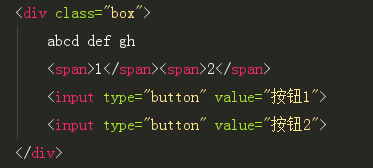 <div class="box">
abcd def gh
<span>1</span><span>2</span>
<input type="button" value="按钮1">
<input type="button" value="按钮2">
</div>